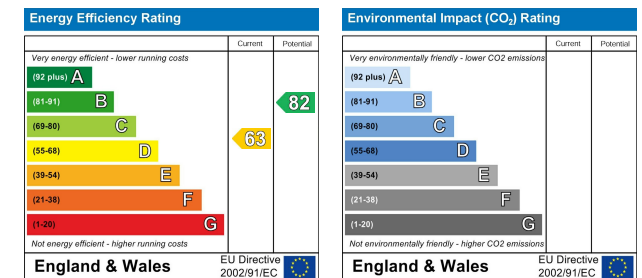 Energy Efficiency Rating
Current Potential
Very energy efficient - lower running costs
(92 plus) A
(81-91) B
82
(69-80) C
63
(55-68) D
(39-54) E
(21-38) F
(1-20) G
Not energy efficient - higher running costs
England & Wales
EU Directive
2002/91/EC
Environmental Impact (CO2) Rating
Current Potential
Very environmentally friendly - lower CO2 emissions
(92 plus) A
(81-91) B
(69-80) C
(55-68) D
(39-54) E
(21-38) F
(1-20) G
Not environmentally friendly - higher CO2 emissions
England & Wales
EU Directive
2002/91/EC